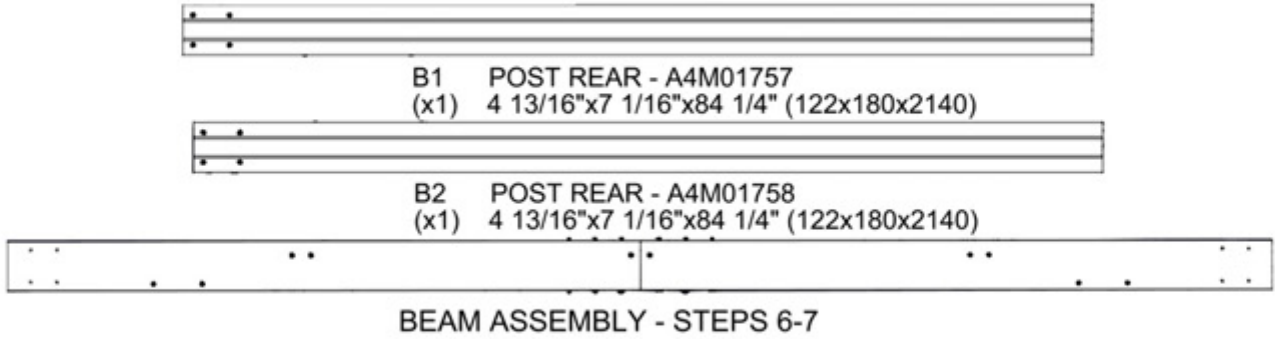 B1 POST REAR - A4M01757
(x1) 4 13/16"x7 1/16"x84 1/4" (122x180x2140)
B2 POST REAR - A4M01758
(x1) 4 13/16"x7 1/16"x84 1/4" (122x180x2140)
BEAM ASSEMBLY - STEPS 6-7